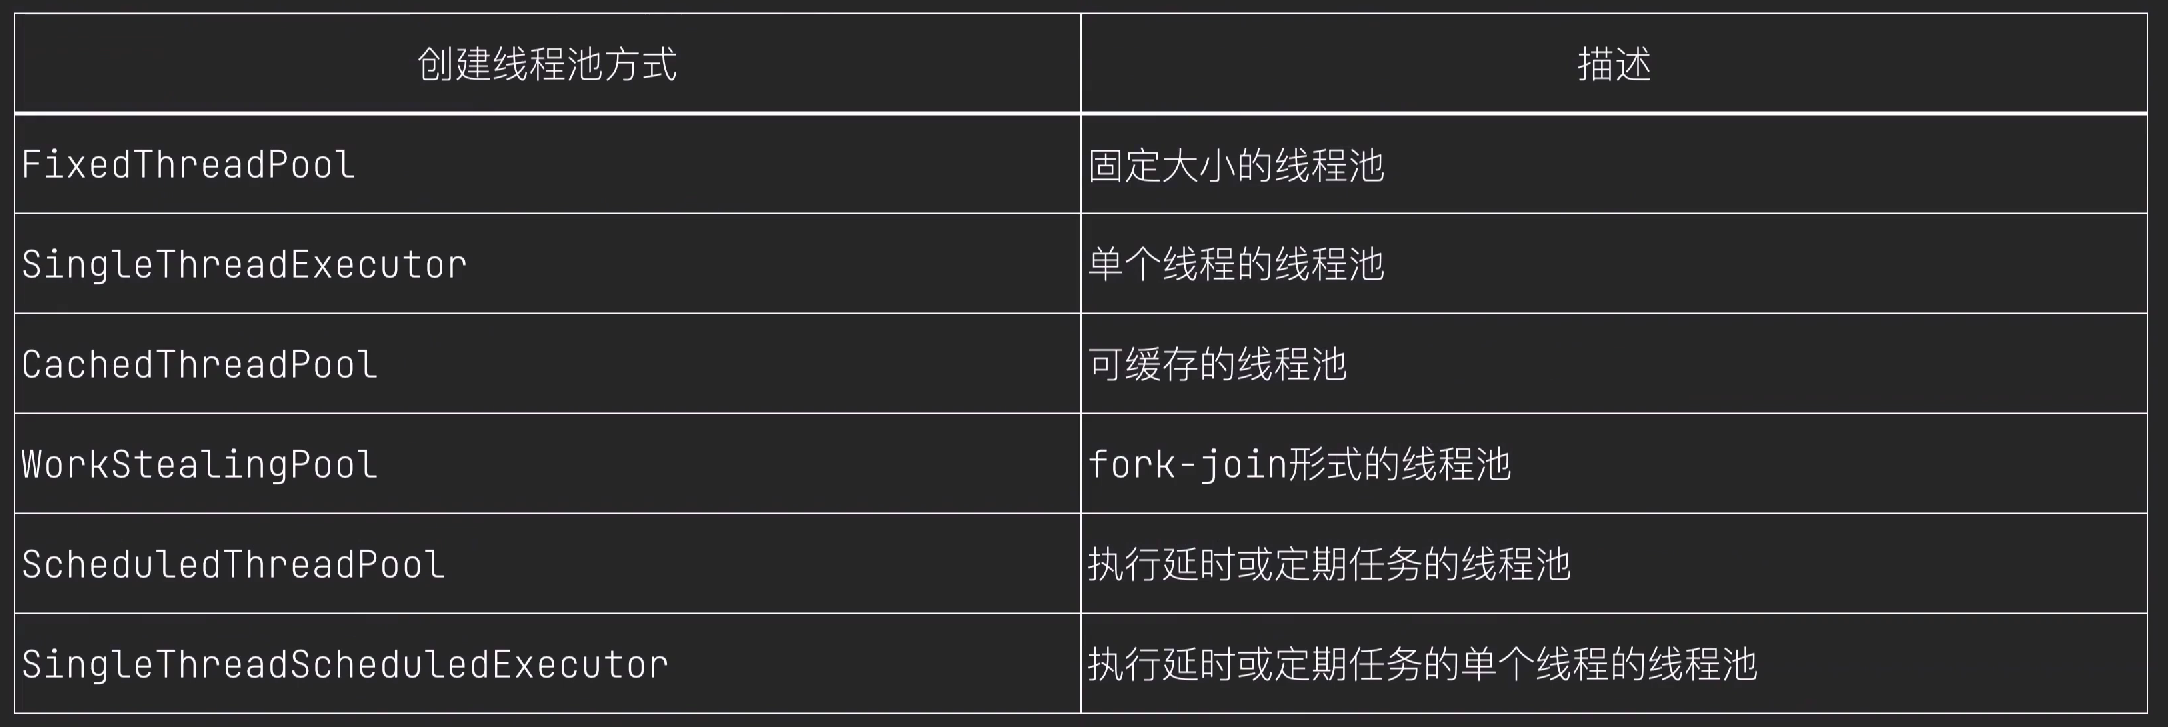 创建线程池方式 描述
FixedThreadPool 固定大小的线程池
SingleThreadExecutor 单个线程的线程池
CachedThreadPool 可缓存的线程池
WorkStealingPool fork-join形式的线程池
ScheduledThreadPool 执行延时或定期任务的线程池
SingleThreadScheduledExecutor 执行延时或定期任务的单个线程的线程池